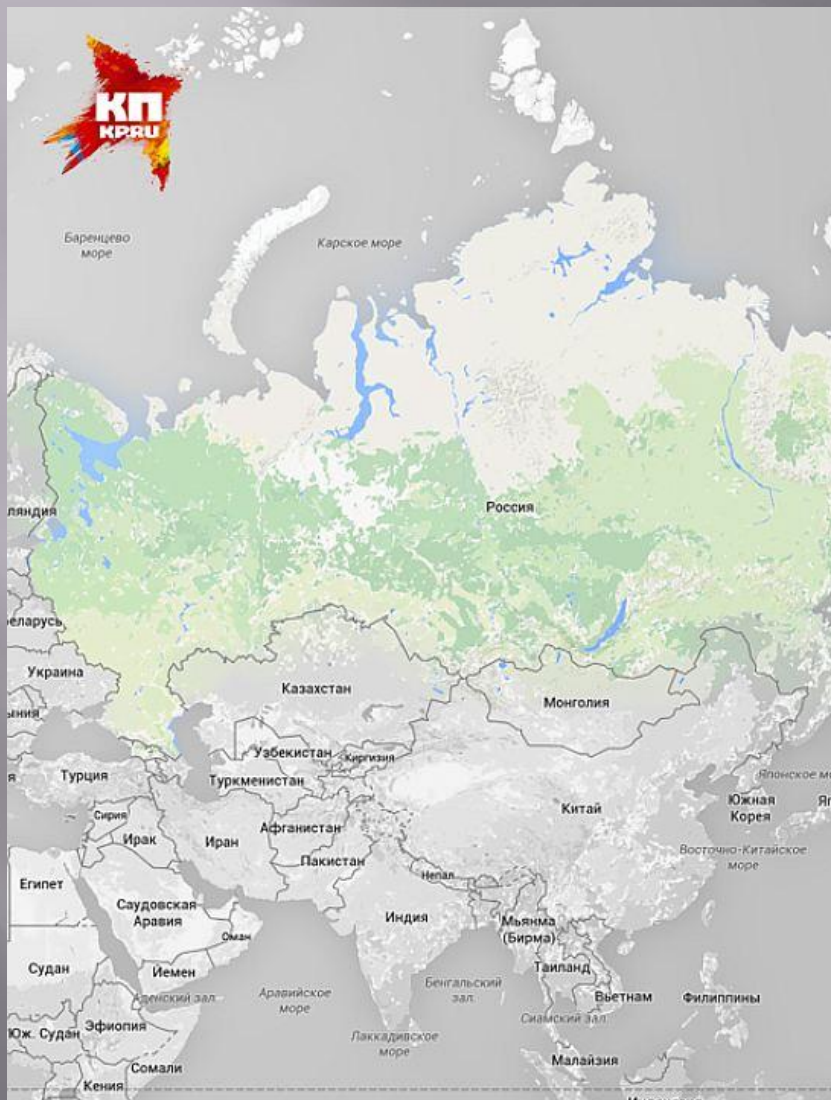 КП
KP.RU
Баренцево
море
Карское море
ляндия
Россия
еларусь
Украина
Казахстан
Монголия
ыния
Узбекистан
Киргизия
Японское мо
я
Турция
Туркменистан
Сирия
Ирак
Иран
Афганистан
Китай
Южная
Корея
Яп
Пакистан
Восточно-Китайское
море
Египет
Непал
Саудовская
Аравия
Индия
Мьянма
(Бирма)
Оман
Судан
Йемен
Таиланд
Аденский зал.
Аравийское
море
Бенгальский
зал.
Вьетнам
Филиппины
Юж. Судан
Эфиопия
Сиамский зал.
Лаккадивское
море
Сомали
Малайзия
Кения